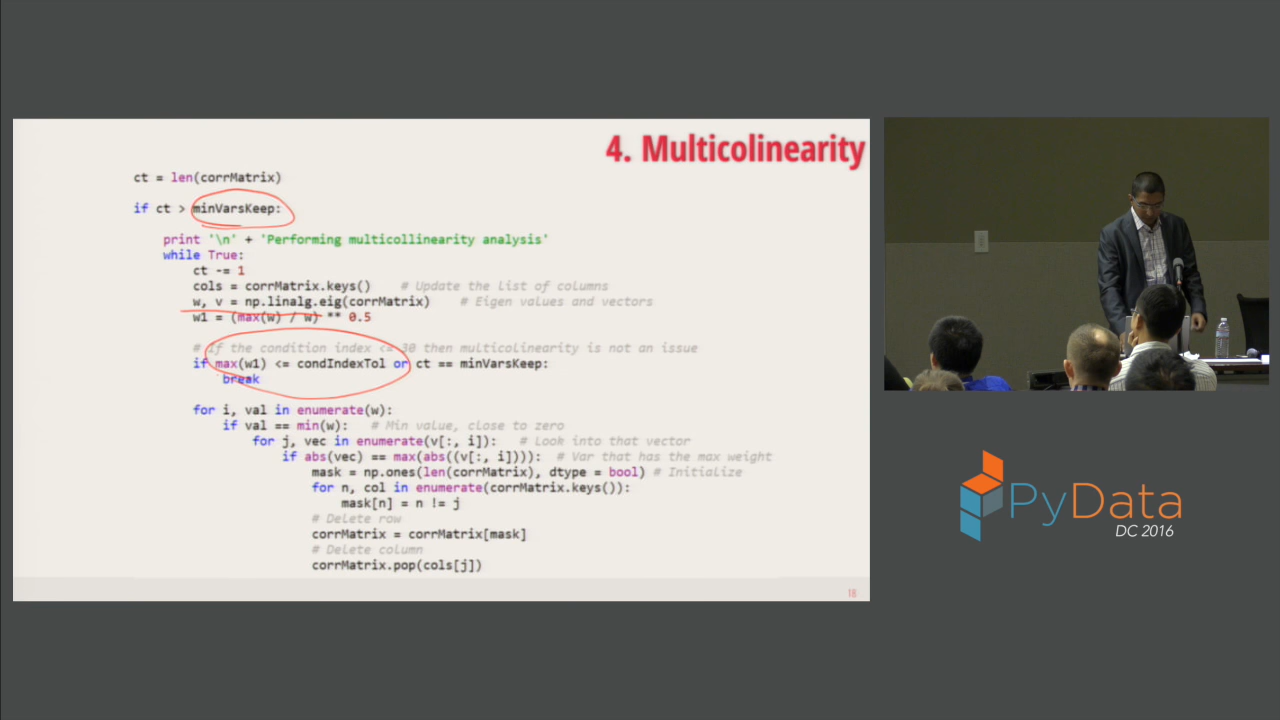 4. Multicolinearity
ct = len(corrMatrix)
if ct > minVarsKeep:
print '\n' + 'Performing multicollinearity analysis'
while True:
ct -= 1
cols = corrMatrix.keys() # Update the list of columns
w, v = np.linalg.eig(corrMatrix) # Eigen values and vectors
w1 = (max(w) / w) ** 0.5
# If the condition index <= 30 then multicolinearity is not an issue
if max(w1) <= condIndexTol or ct == minVarsKeep:
break
for i, val in enumerate(w):
if val == min(w): # Min value, close to zero
for j, vec in enumerate(v[:, i]): # Look into that vector
if abs(vec) == max(abs((v[:, i]))): # Var that has the max weight
mask = np.ones(len(corrMatrix), dtype = bool) # Initialize
for n, col in enumerate(corrMatrix.keys()):
mask[n] = n != j
# Delete row
corrMatrix = corrMatrix[mask]
# Delete column
corrMatrix.pop(cols[j])
18
PyData
DC 2016